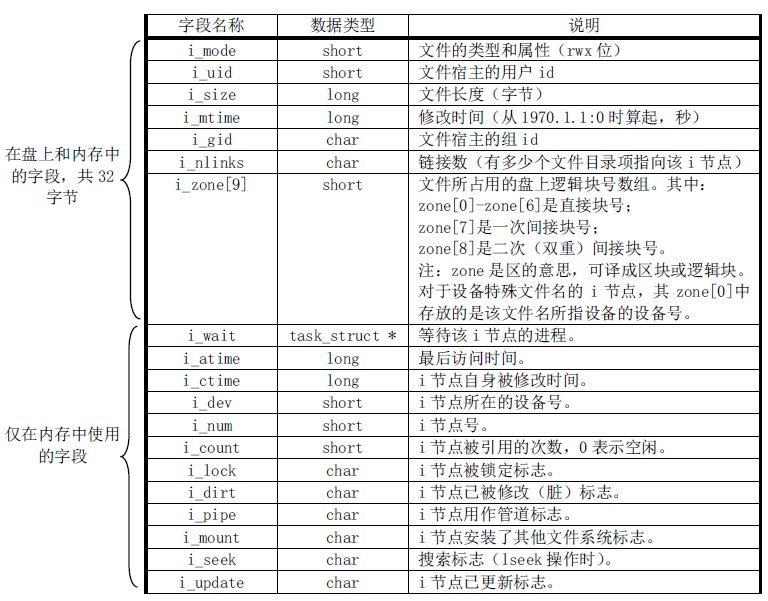 字段名称 数据类型 说明
i_mode short 文件的类型和属性（rwx 位）
i_uid short 文件宿主的用户 id
i_size long 文件长度（字节）
i_mtime long 修改时间（从 1970.1.1:0 时算起，秒）
i_gid char 文件宿主的组 id
i_nlinks char 链接数（有多少个文件目录项指向该 i 节点）
i_zone[9] short 文件所占用的盘上逻辑块号数组。其中：
zone[0]-zone[6]是直接块号；
zone[7]是一次间接块号；
zone[8]是二次（双重）间接块号。
注：zone 是区的意思，可译成区块或逻辑块。
对于设备特殊文件名的 i 节点，其 zone[0]中
存放的是该文件名所指设备的设备号。
在盘上和内存中
的字段，共 32
字节
i_wait task_struct * 等待该 i 节点的进程。
i_atime long 最后访问时间。
i_ctime long i 节点自身被修改时间。
i_dev short i 节点所在的设备号。
i_num short i 节点号。
i_count short i 节点被引用的次数，0 表示空闲。
i_lock char i 节点被锁定标志。
i_dirt char i 节点已被修改（脏）标志。
i_pipe char i 节点用作管道标志。
i_mount char i 节点安装了其他文件系统标志。
i_seek char 搜索标志（lseek 操作时）。
i_update char i 节点已更新标志。
仅在内存中使用
的字段